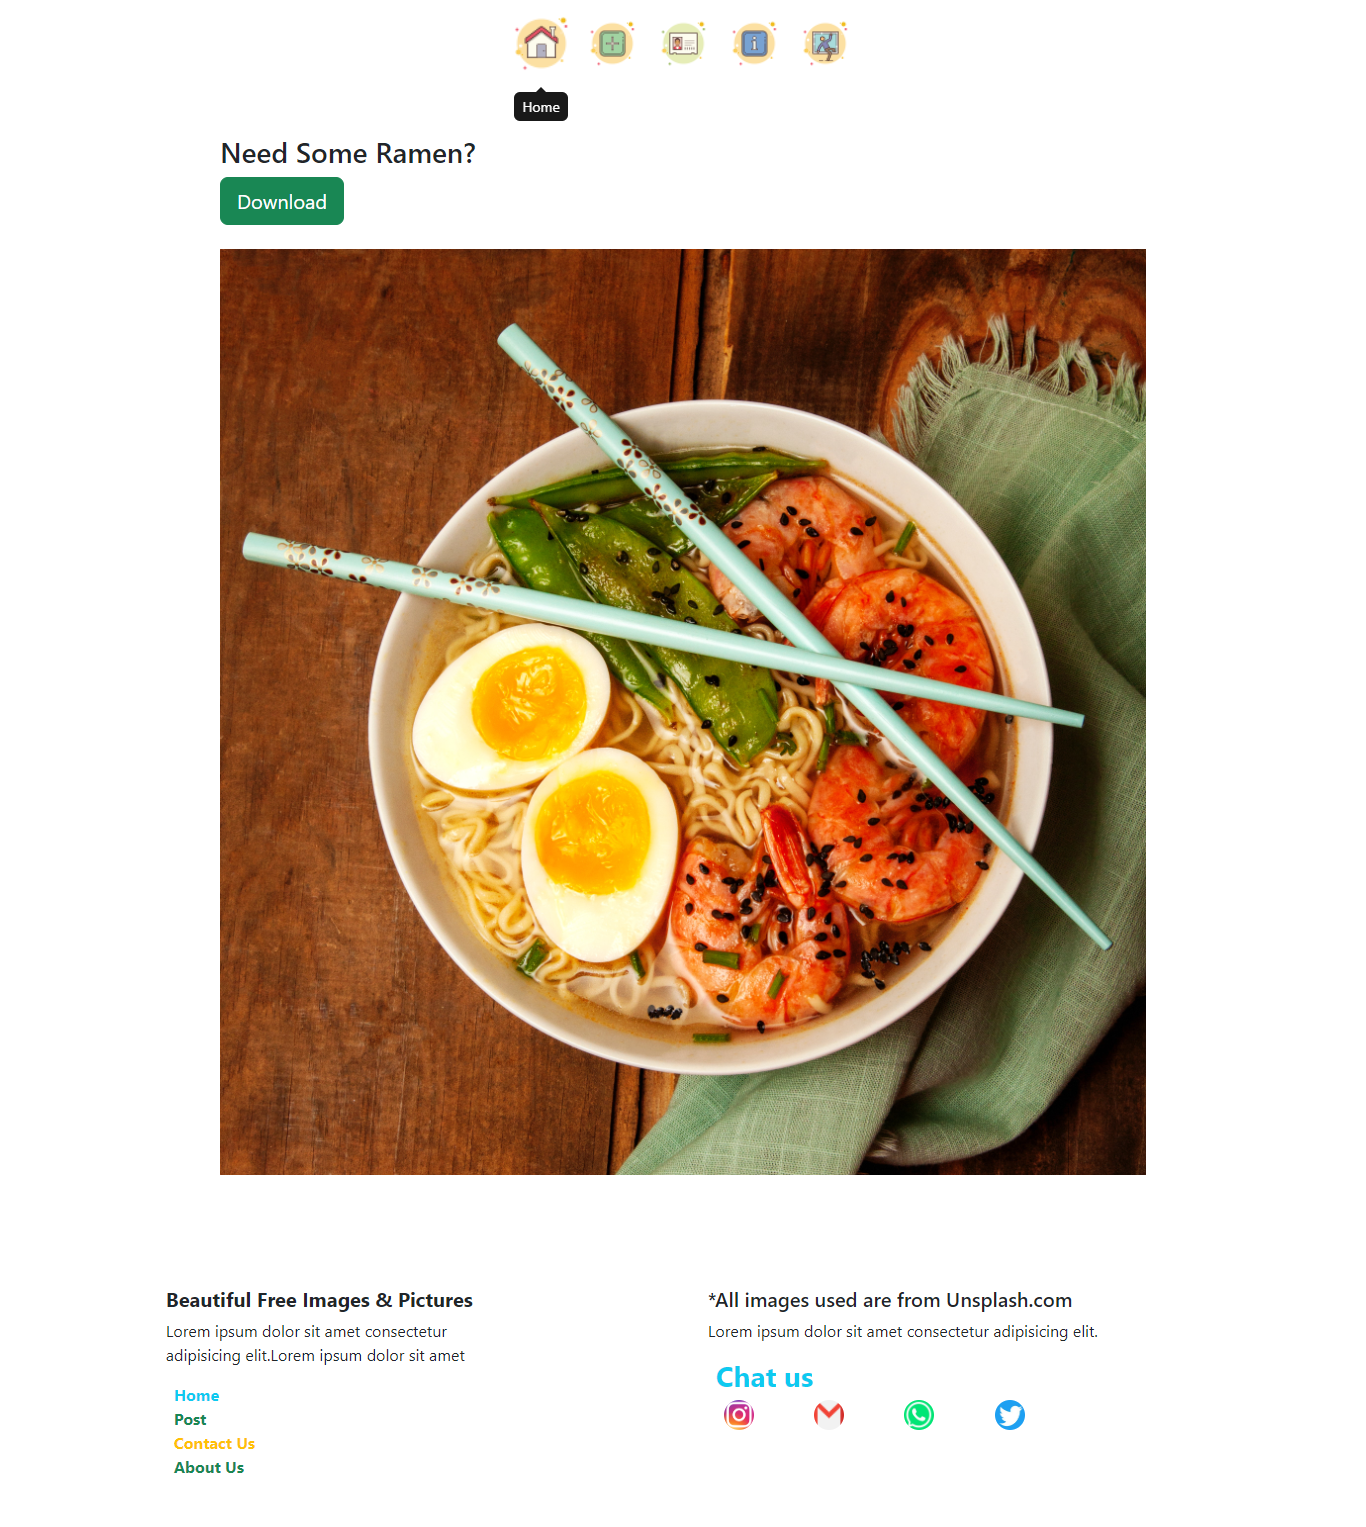 Home
Need Some Ramen?
Download
Beautiful Free Images & Pictures
Lorem ipsum dolor sit amet consectetur
adipisicing elit.Lorem ipsum dolor sit amet
Home
Post
Contact Us
About Us
*All images used are from Unsplash.com
Lorem ipsum dolor sit amet consectetur adipisicing elit.
Chat us